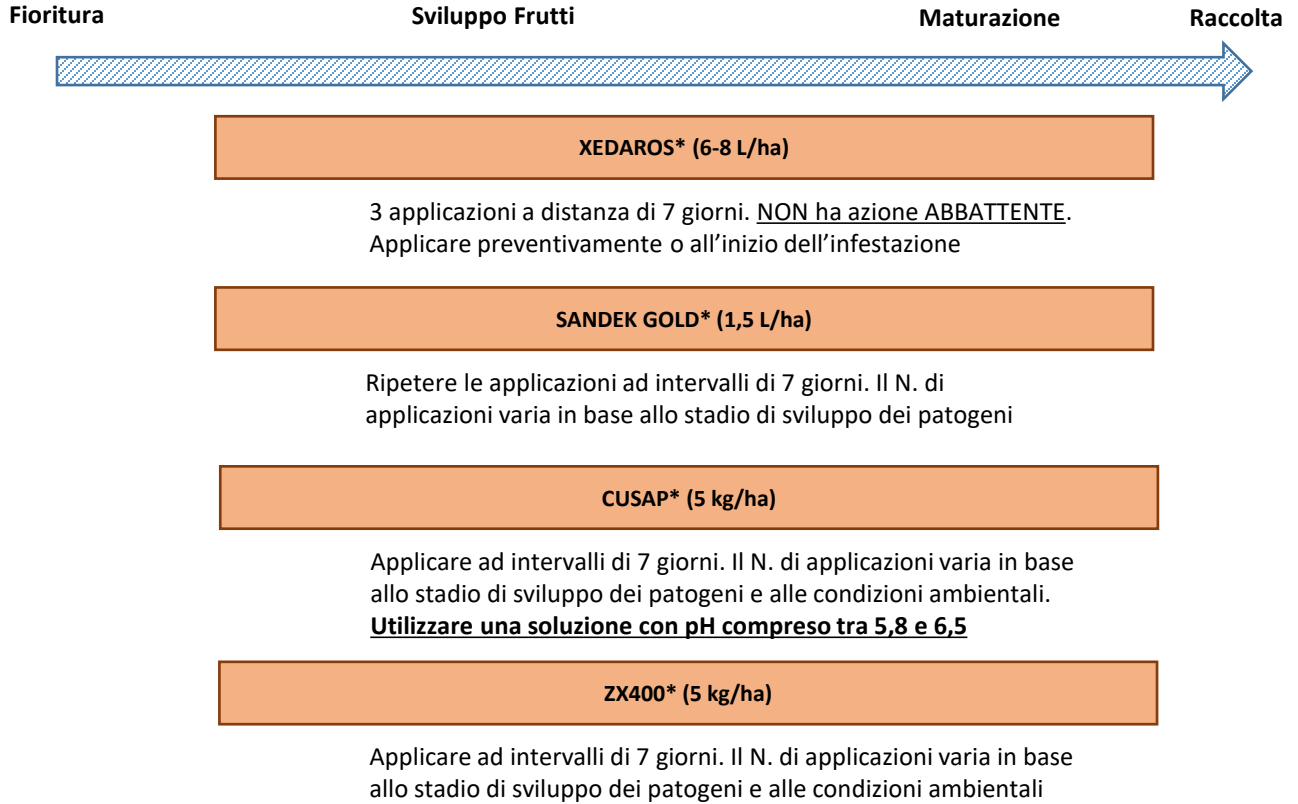 Fioritura Sviluppo Frutti Maturazione Raccolta
XEDAROS* (6-8 L/ha)
3 applicazioni a distanza di 7 giorni. NON ha azione ABBATTENTE.
Applicare preventivamente o all’inizio dell’infestazione
SANDEK GOLD* (1,5 L/ha)
Ripetere le applicazioni ad intervalli di 7 giorni. Il N. di
applicazioni varia in base allo stadio di sviluppo dei patogeni
CUSAP* (5 kg/ha)
Applicare ad intervalli di 7 giorni. Il N. di applicazioni varia in base
allo stadio di sviluppo dei patogeni e alle condizioni ambientali.
Utilizzare una soluzione con pH compreso tra 5,8 e 6,5
ZX400* (5 kg/ha)
Applicare ad intervalli di 7 giorni. Il N. di applicazioni varia in base
allo stadio di sviluppo dei patogeni e alle condizioni ambientali